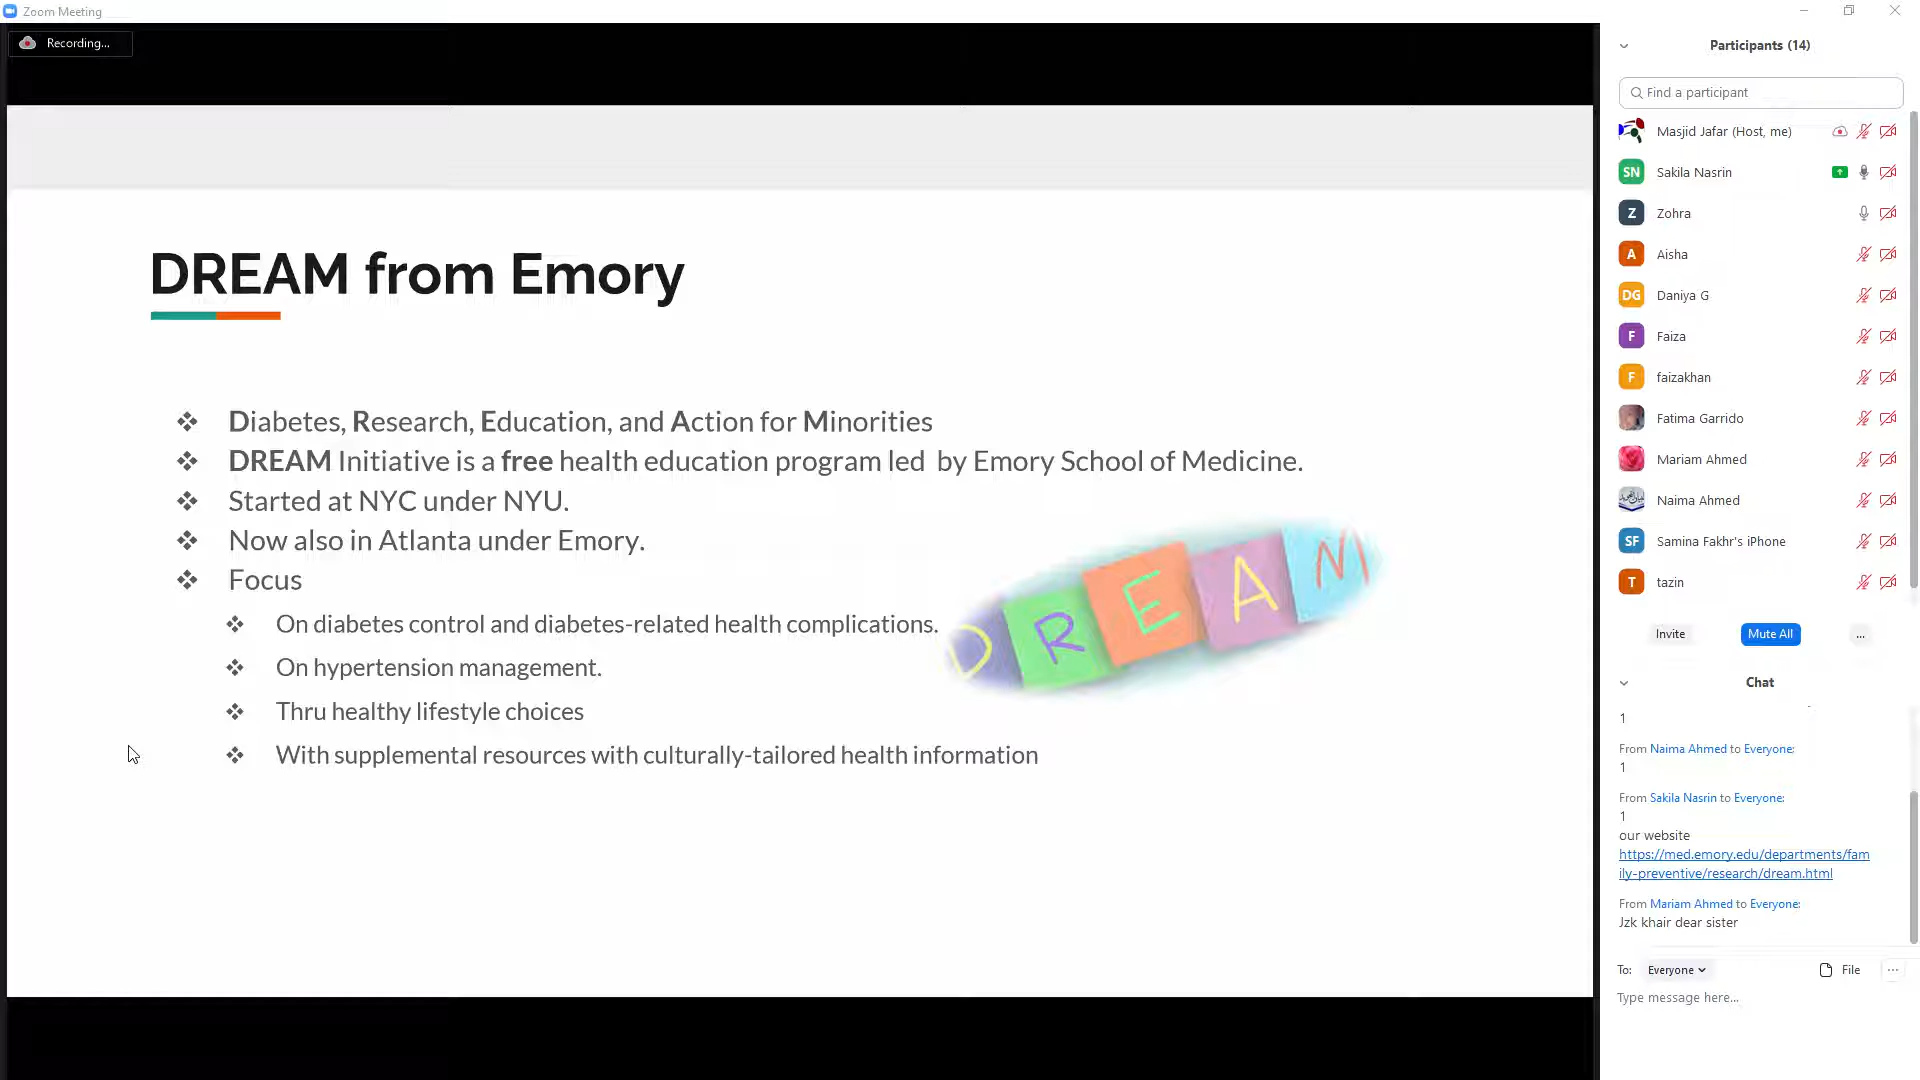 Zoom Meeting
Recording...
DREAM from Emory
Diabetes, Research, Education, and Action for Minorities
DREAM Initiative is a free health education program led by Emory School of Medicine.
Started at NYC under NYU.
Now also in Atlanta under Emory.
Focus
On diabetes control and diabetes-related health complications.
On hypertension management.
Thru healthy lifestyle choices
With supplemental resources with culturally-tailored health information
D R E A M
Participants (14)
Find a participant
Masjid Jafar (Host, me)
SN Sakila Nasrin
Z Zohra
A Aisha
DG Daniya G
F Faiza
F faizakhan
Fatima Garrido
Mariam Ahmed
Naima Ahmed
SF Samina Fakhr's iPhone
T tazin
Invite Mute All ...
Chat
1
From Naima Ahmed to Everyone:
1
From Sakila Nasrin to Everyone:
1
our website
https://med.emory.edu/departments/fam
ily-preventive/research/dream.html
From Mariam Ahmed to Everyone:
Jzk khair dear sister
To: Everyone File ...
Type message here...